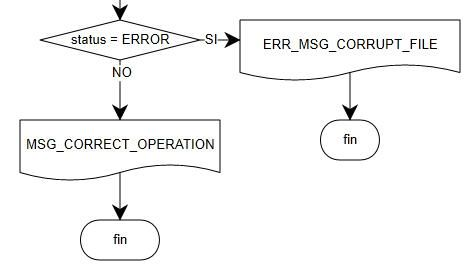 status = ERROR
SI
ERR_MSG_CORRUPT_FILE
NO
fin
MSG_CORRECT_OPERATION
fin